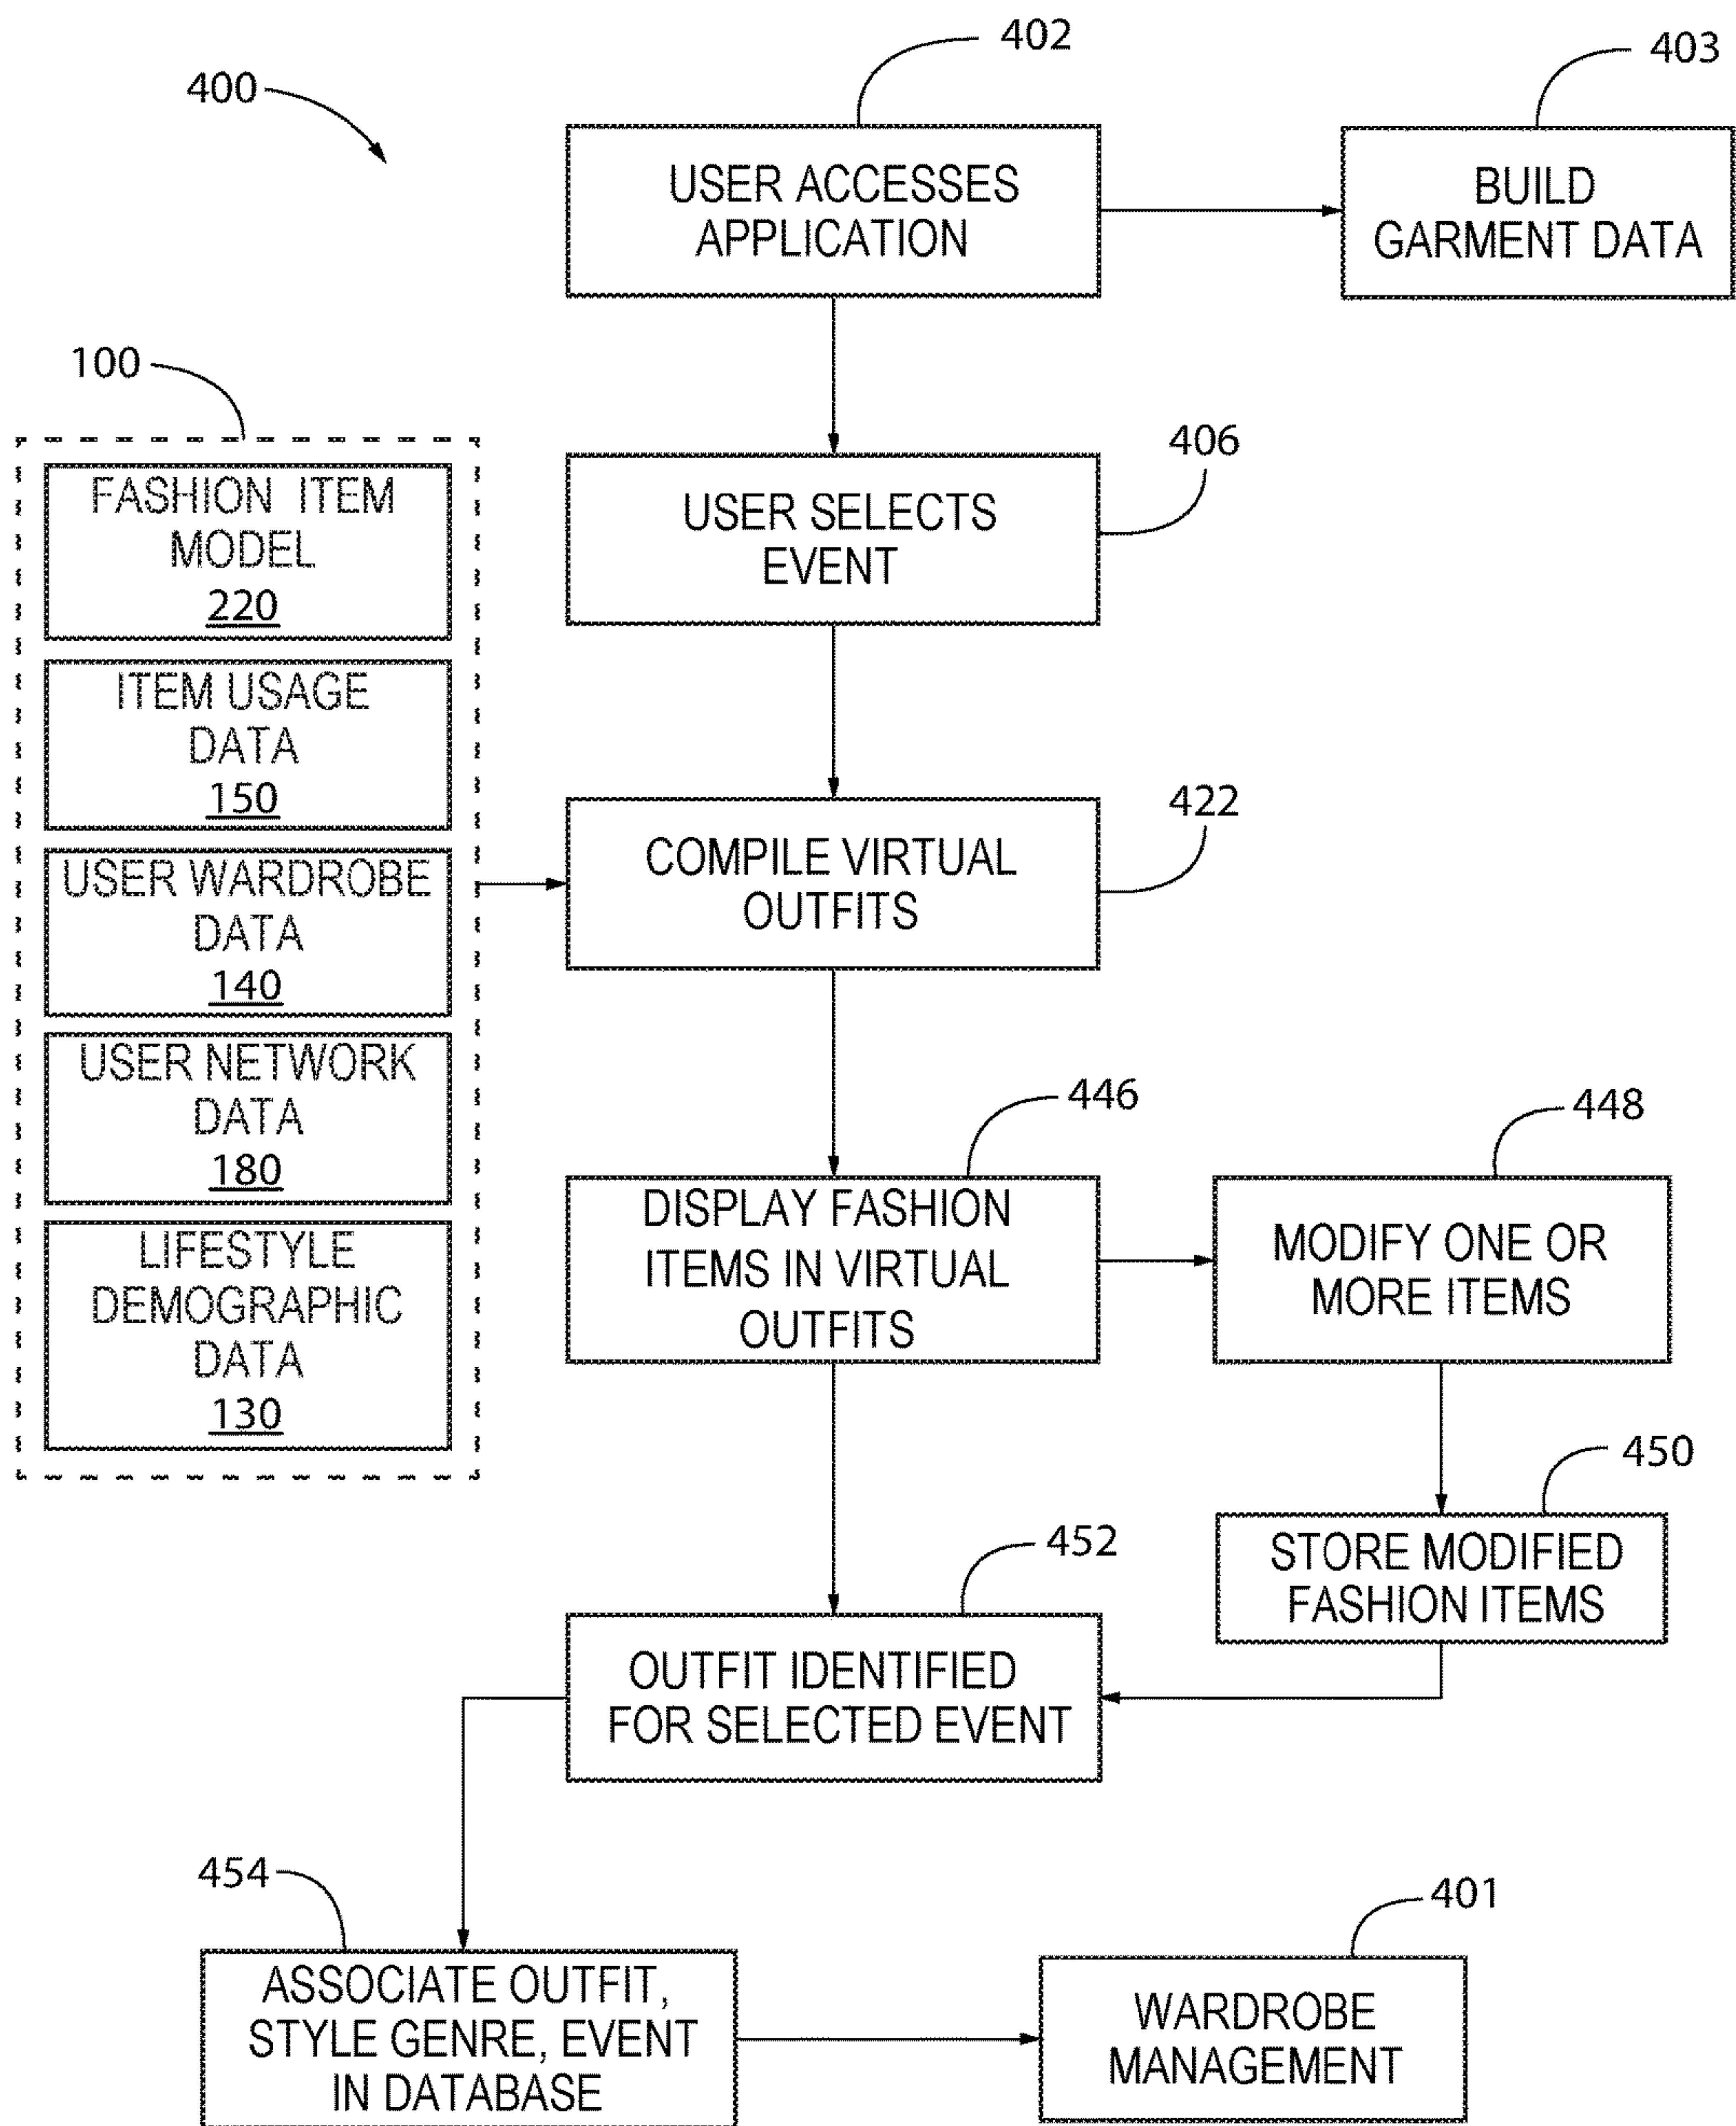 402
403
400
USER ACCESSES
APPLICATION
BUILD
GARMENT DATA
100
406
FASHION ITEM
MODEL
220
USER SELECTS
EVENT
ITEM USAGE
DATA
150
422
USER WARDROBE
DATA
140
COMPILE VIRTUAL
OUTFITS
USER NETWORK
DATA
180
446
448
LIFESTYLE
DEMOGRAPHIC
DATA
130
DISPLAY FASHION
ITEMS IN VIRTUAL
OUTFITS
MODIFY ONE OR
MORE ITEMS
450
452
STORE MODIFIED
FASHION ITEMS
OUTFIT IDENTIFIED
FOR SELECTED EVENT
454
401
ASSOCIATE OUTFIT,
STYLE GENRE, EVENT
IN DATABASE
WARDROBE
MANAGEMENT